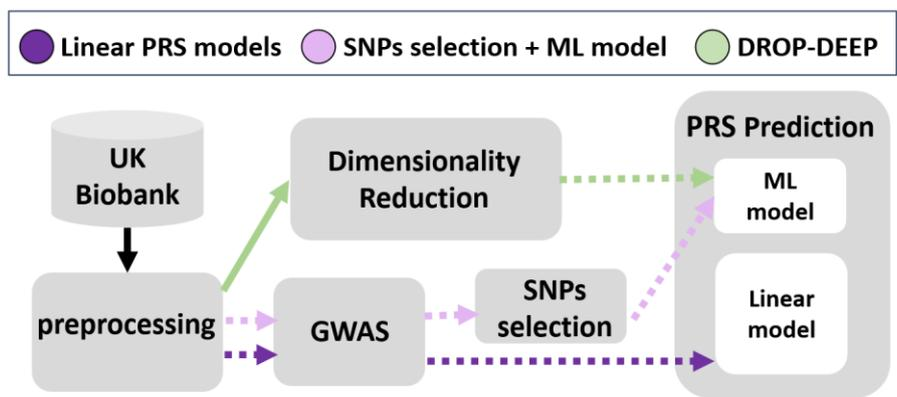 Linear PRS models
SNPs selection + ML model
DROP-DEEP
UK
Biobank
Dimensionality
Reduction
PRS Prediction
ML
model
preprocessing
GWAS
SNPs
selection
Linear
model